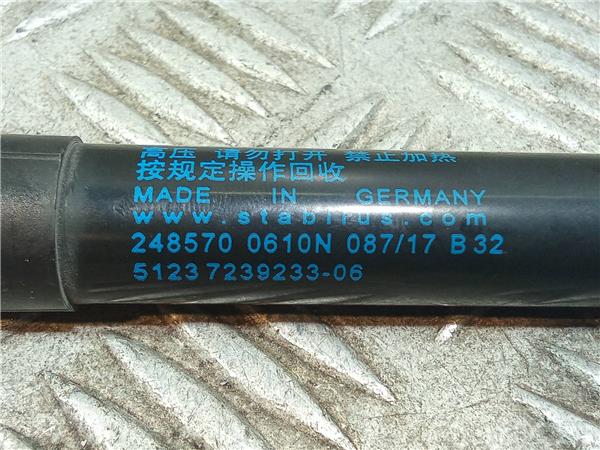 高压 请勿打开 禁止加热
按规定操作回收
MADE IN GERMANY
www.stabilus.com
248570 0610N 087/17 B 32
5123 7239233-06